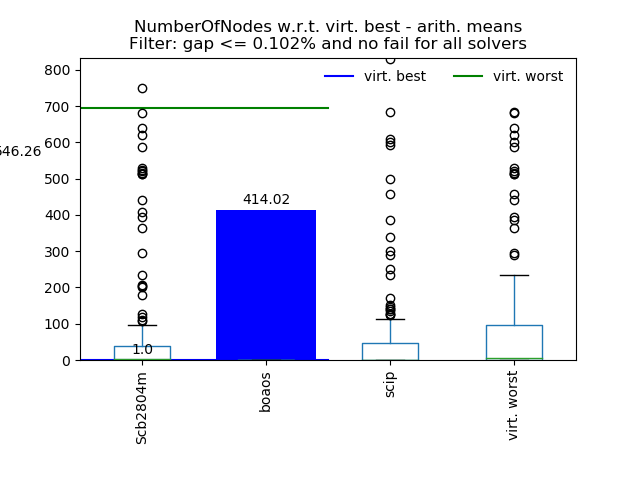 NumberOfNodes w.r.t. virt. best - arith. means
Filter: gap <= 0.102% and no fail for all solvers
virt. best
virt. worst
800
700
600
546.26
500
414.02
400
300
200
100
1.0
0
Scb2804m
boaos
scip
virt. worst